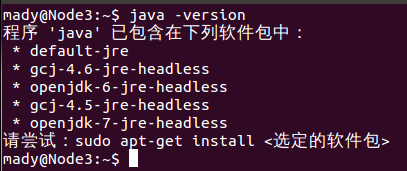 mady@Node3:~$ java -version
程序 'java' 已包含在下列软件包中：
 * default-jre
 * gcj-4.6-jre-headless
 * openjdk-6-jre-headless
 * gcj-4.5-jre-headless
 * openjdk-7-jre-headless
请尝试：sudo apt-get install <选定的软件包>
mady@Node3:~$